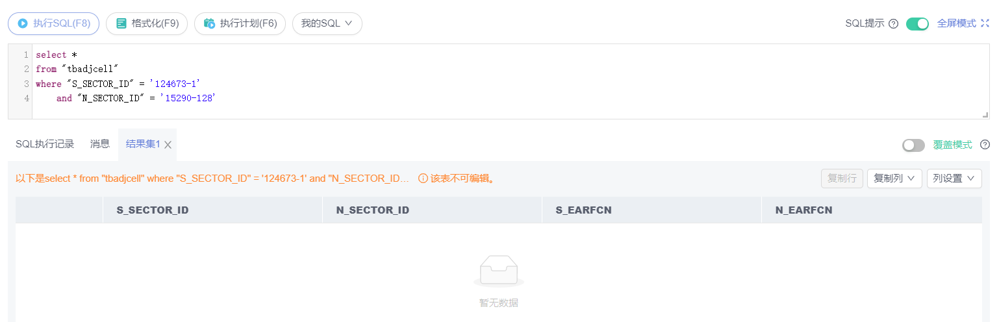 执行SQL(F8) 格式化(F9) 执行计划(F6) 我的SQL SQL提示 全屏模式
1 select *
2 from "tbadjcell"
3 where "S_SECTOR_ID" = '124673-1'
4 and "N_SECTOR_ID" = '15290-128'
SQL执行记录 消息 结果集1 覆盖模式
以下是select * from "tbadjcell" where "S_SECTOR_ID" = '124673-1' and "N_SECTOR_ID... 该表不可编辑。 复制行 复制列 列设置
S_SECTOR_ID N_SECTOR_ID S_EARFCN N_EARFCN
暂无数据